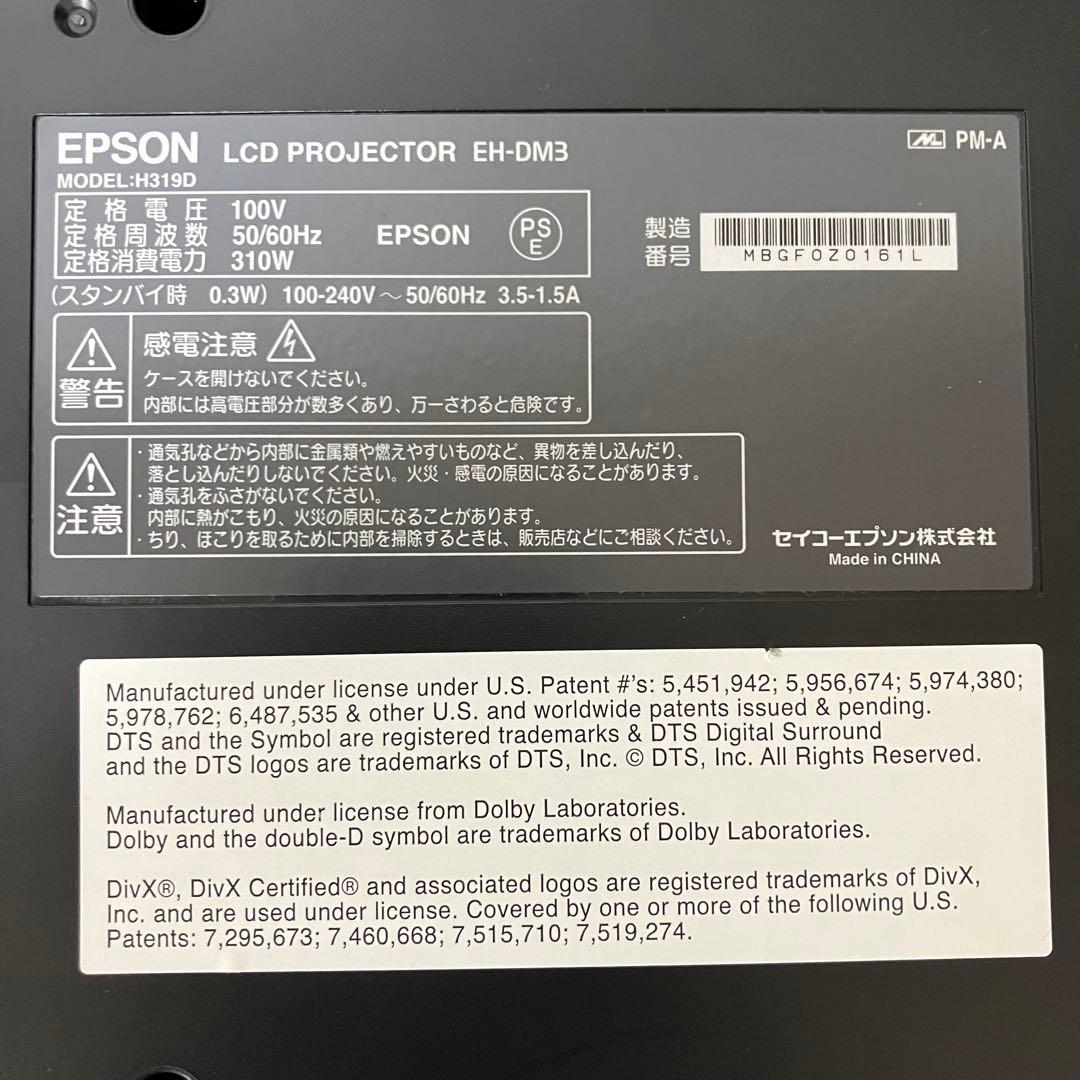 EPSON LCD PROJECTOR EH-DM3
PM-A
MODEL:H319D
定格電圧 100V
定格周波数 50/60Hz
定格消費電力 310W
EPSON
PS
E
製造
番号
MBGF0Z0161L
(スタンバイ時 0.3W) 100-240V～50/60Hz 3.5-1.5A
警告
感電注意
ケースを開けないでください。
内部には高電圧部分が数多くあり、万一さわると危険です。
注意
・通気孔などから内部に金属類や燃えやすいものなど、異物を差し込んだり、
落とし込んだりしないでください。火災・感電の原因になることがあります。
・通気孔をふさがないでください。
内部に熱がこもり、火災の原因になることがあります。
・ちり、ほこりを取るために内部を掃除するときは、販売店などにご相談ください。
セイコーエプソン株式会社
Made in CHINA
Manufactured under license under U.S. Patent #'s: 5,451,942; 5,956,674; 5,974,380;
5,978,762; 6,487,535 & other U.S. and worldwide patents issued & pending.
DTS and the Symbol are registered trademarks & DTS Digital Surround
and the DTS logos are trademarks of DTS, Inc. © DTS, Inc. All Rights Reserved.
Manufactured under license from Dolby Laboratories.
Dolby and the double-D symbol are trademarks of Dolby Laboratories.
DivX®, DivX Certified® and associated logos are registered trademarks of DivX,
Inc. and are used under license. Covered by one or more of the following U.S.
Patents: 7,295,673; 7,460,668; 7,515,710; 7,519,274.